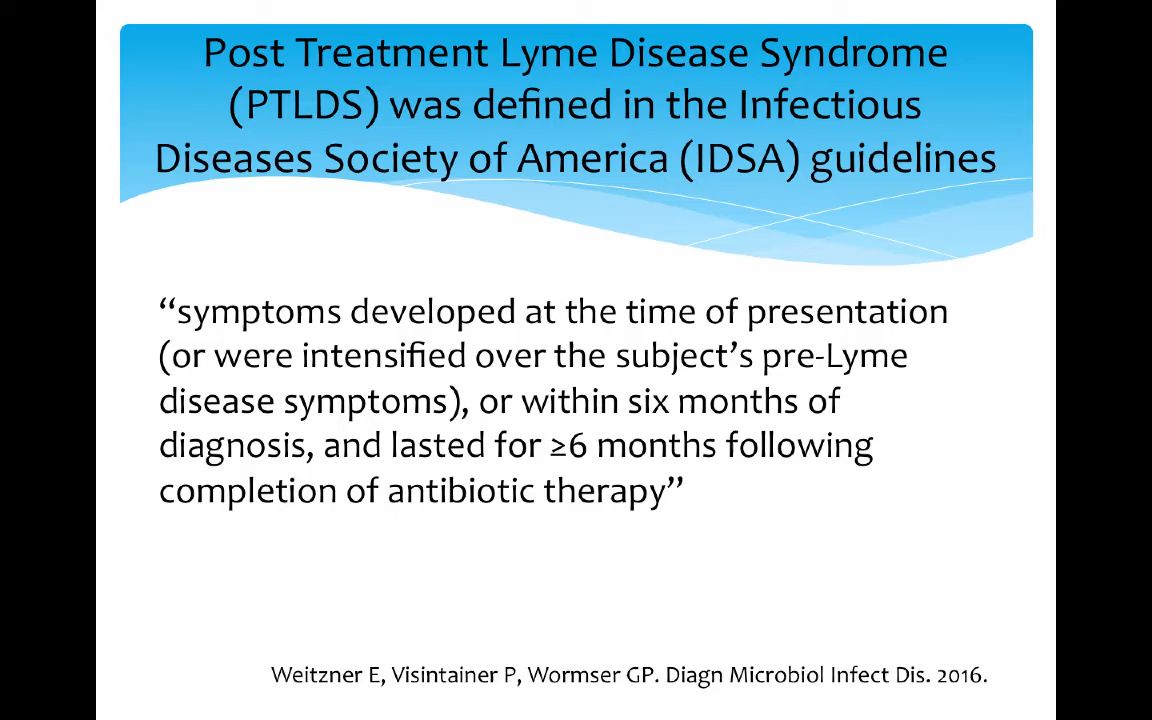 Post Treatment Lyme Disease Syndrome
(PTLDS) was defined in the Infectious
Diseases Society of America (IDSA) guidelines
“symptoms developed at the time of presentation
(or were intensified over the subject’s pre-Lyme
disease symptoms), or within six months of
diagnosis, and lasted for ≥6 months following
completion of antibiotic therapy”
Weitzner E, Visintainer P, Wormser GP. Diagn Microbiol Infect Dis. 2016.